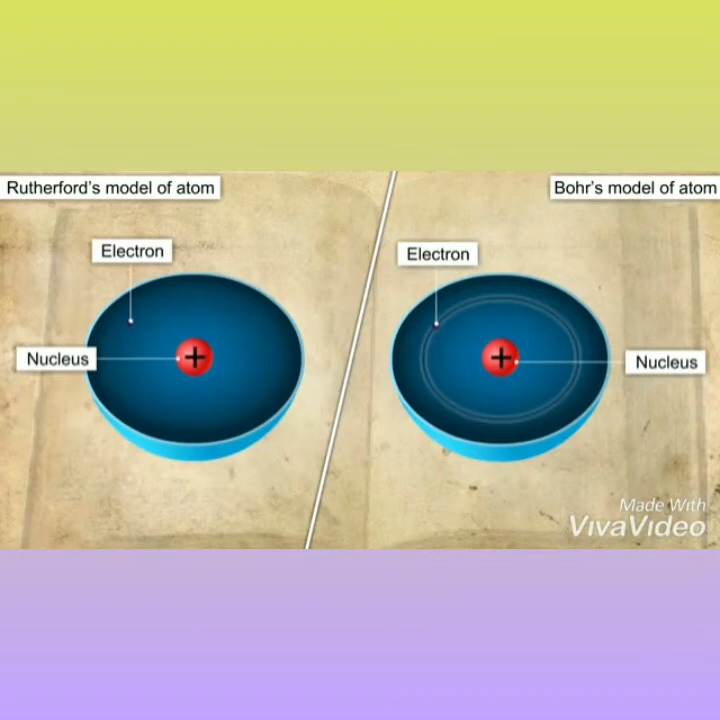 Rutherford's model of atom
Bohr's model of atom
Electron
Electron
Nucleus
+
+
Nucleus
Made With
VivaVideo